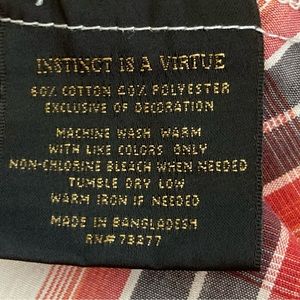 INSTINCT IS A VIRTUE
60% COTTON 40% POLYESTER
EXCLUSIVE OF DECORATION
MACHINE WASH WARM
WITH LIKE COLORS ONLY
NON-CHLORINE BLEACH WHEN NEEDED
TUMBLE DRY LOW
WARM IRON IF NEEDED
MADE IN BANGLADESH
RN# 73277